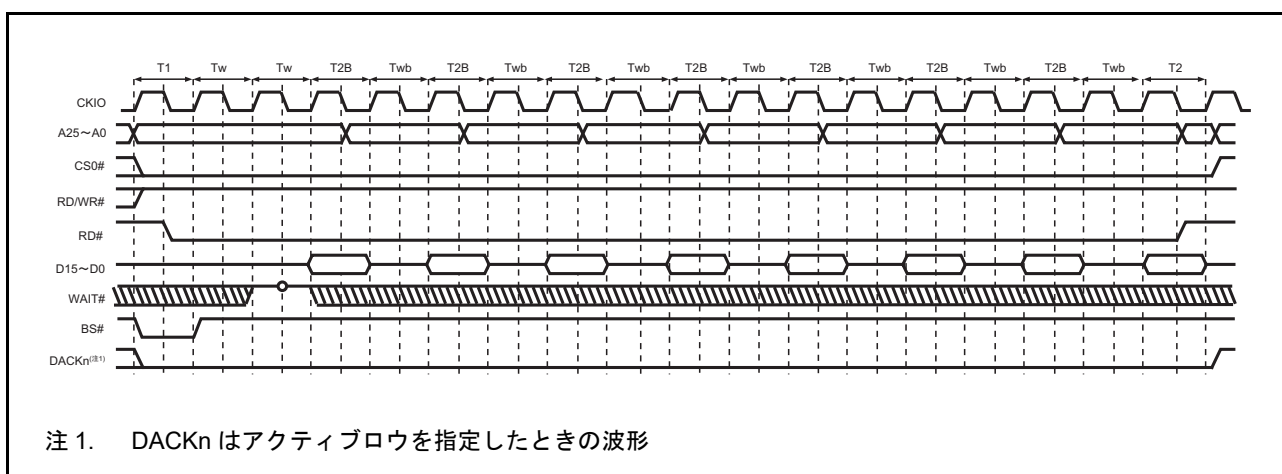 T1 Tw Tw T2B Twb T2B Twb T2B Twb T2B Twb T2B Twb T2B Twb T2B Twb T2
CKIO
A25～A0
CS0#
RD/WR#
RD#
D15～D0
WAIT#
BS#
DACKn(注1)
注 1. DACKn はアクティブロウを指定したときの波形